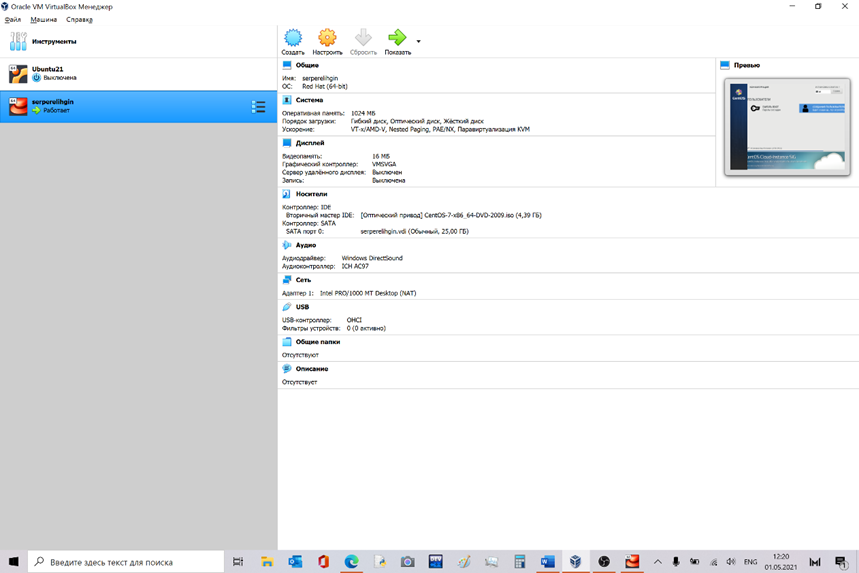 Oracle VM VirtualBox Менеджер
Файл Машина Справка
Инструменты
Ubuntu21
Выключена
serperelihgin
Работает
Создать Настроить Сбросить Показать
Общие
Имя: serperelihgin
ОС: Red Hat (64-bit)
Система
Оперативная память: 1024 МБ
Порядок загрузки: Гибкий диск, Оптический диск, Жёсткий диск
Ускорение: VT-x/AMD-V, Nested Paging, PAE/NX, Паравиртуализация KVM
Дисплей
Видеопамять: 16 МБ
Графический контроллер: VMSVGA
Сервер удалённого дисплея: Выключен
Запись: Выключена
Носители
Контроллер: IDE
Вторичный мастер IDE: [Оптический привод] CentOS-7-x86_64-DVD-2009.iso (4,39 ГБ)
Контроллер: SATA
SATA порт 0: serperelihgin.vdi (Обычный, 25,00 ГБ)
Аудио
Аудиодрайвер: Windows DirectSound
Аудиоконтроллер: ICH AC97
Сеть
Адаптер 1: Intel PRO/1000 MT Desktop (NAT)
USB
USB-контроллер: OHCI
Фильтры устройств: 0 (0 активно)
Общие папки
Отсутствуют
Описание
Отсутствует
Превью
CentOS
Введите здесь текст для поиска
ENG
12:20
01.05.2021